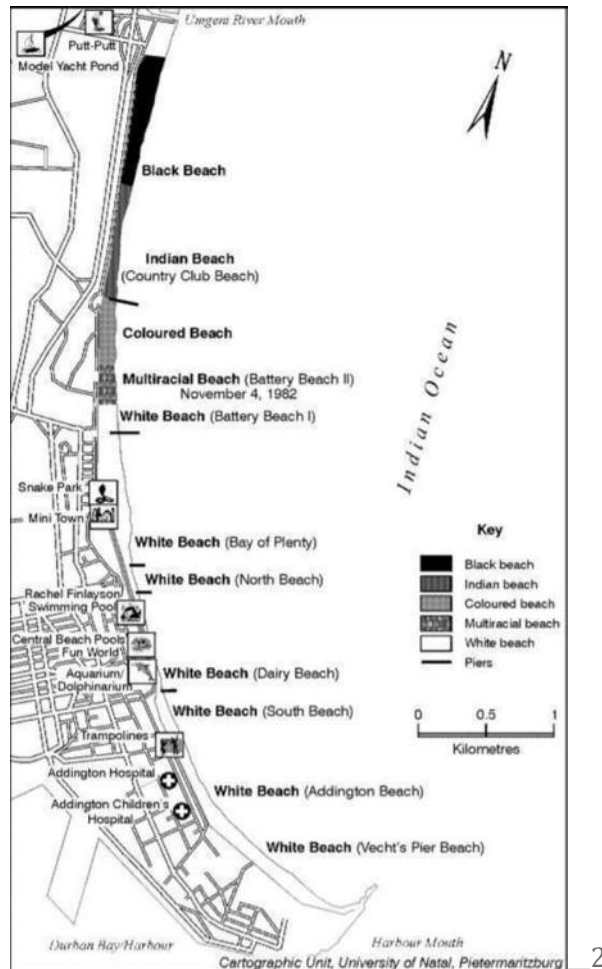 Umgeni River Mouth
Putt-Putt
Model Yacht Pond
N
Black Beach
Indian Beach
(Country Club Beach)
Coloured Beach
Multiracial Beach (Battery Beach II)
November 4, 1982
White Beach (Battery Beach I)
Indian Ocean
Snake Park
Mini Town
White Beach (Bay of Plenty)
White Beach (North Beach)
Rachel Finlayson
Swimming Pool
Central Beach Pools
Fun World
Aquarium/
Dolphinarium
White Beach (Dairy Beach)
White Beach (South Beach)
Trampolines
Addington Hospital
White Beach (Addington Beach)
Addington Children's
Hospital
White Beach (Vecht's Pier Beach)
Key
Black beach
Indian beach
Coloured beach
Multiracial beach
White beach
Piers
0 0.5 1
Kilometres
Durban Bay/Harbour
Harbour Mouth
Cartographic Unit, University of Natal, Pietermaritzburg
2